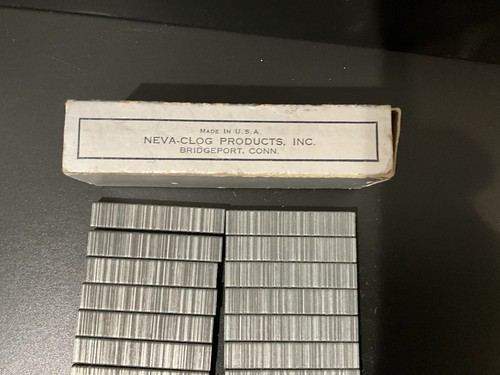 MADE IN U.S.A.
NEVA-CLOG PRODUCTS, INC.
BRIDGEPORT, CONN.